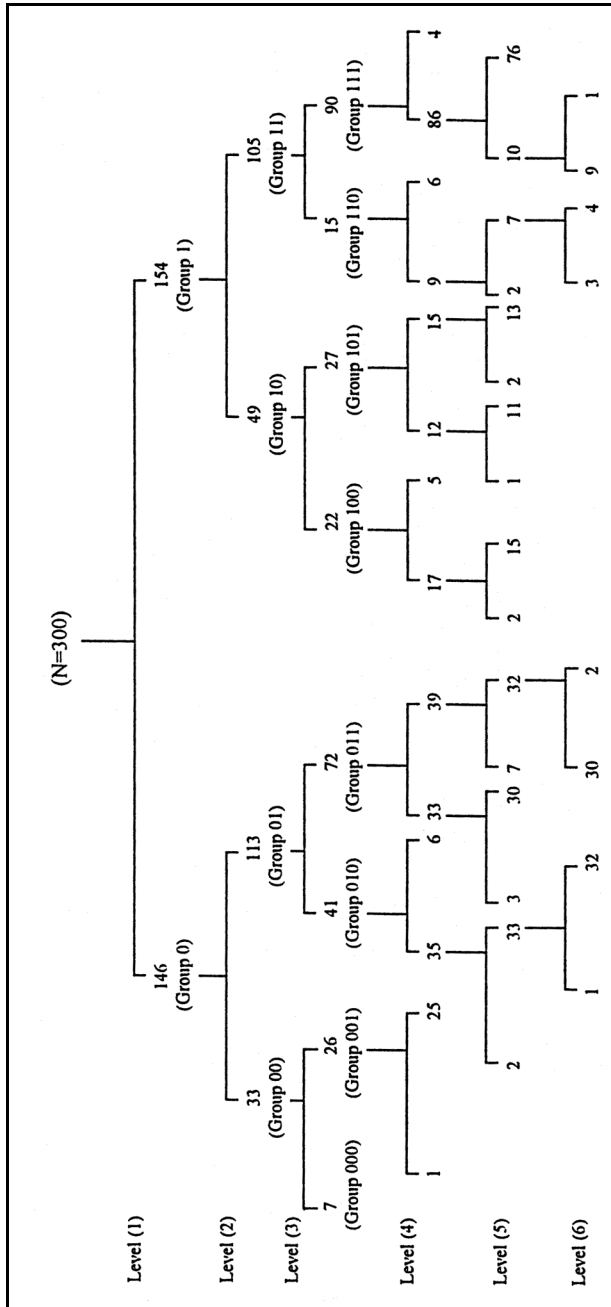 (N=300)
Level (1)
146 154
(Group 0) (Group 1)
Level (2)
33 113 49 105
(Group 00) (Group 01) (Group 10) (Group 11)
Level (3)
7 26 41 72 22 27 15 90
(Group 000) (Group 001) (Group 010) (Group 011) (Group 100) (Group 101) (Group 110) (Group 111)
Level (4)
1 25 35 6 33 39 17 5 12 15 9 6 86 4
Level (5)
2 33 3 30 7 32 2 15 1 11 2 13 2 7 10 76
Level (6)
1 32 30 2 3 4 9 1